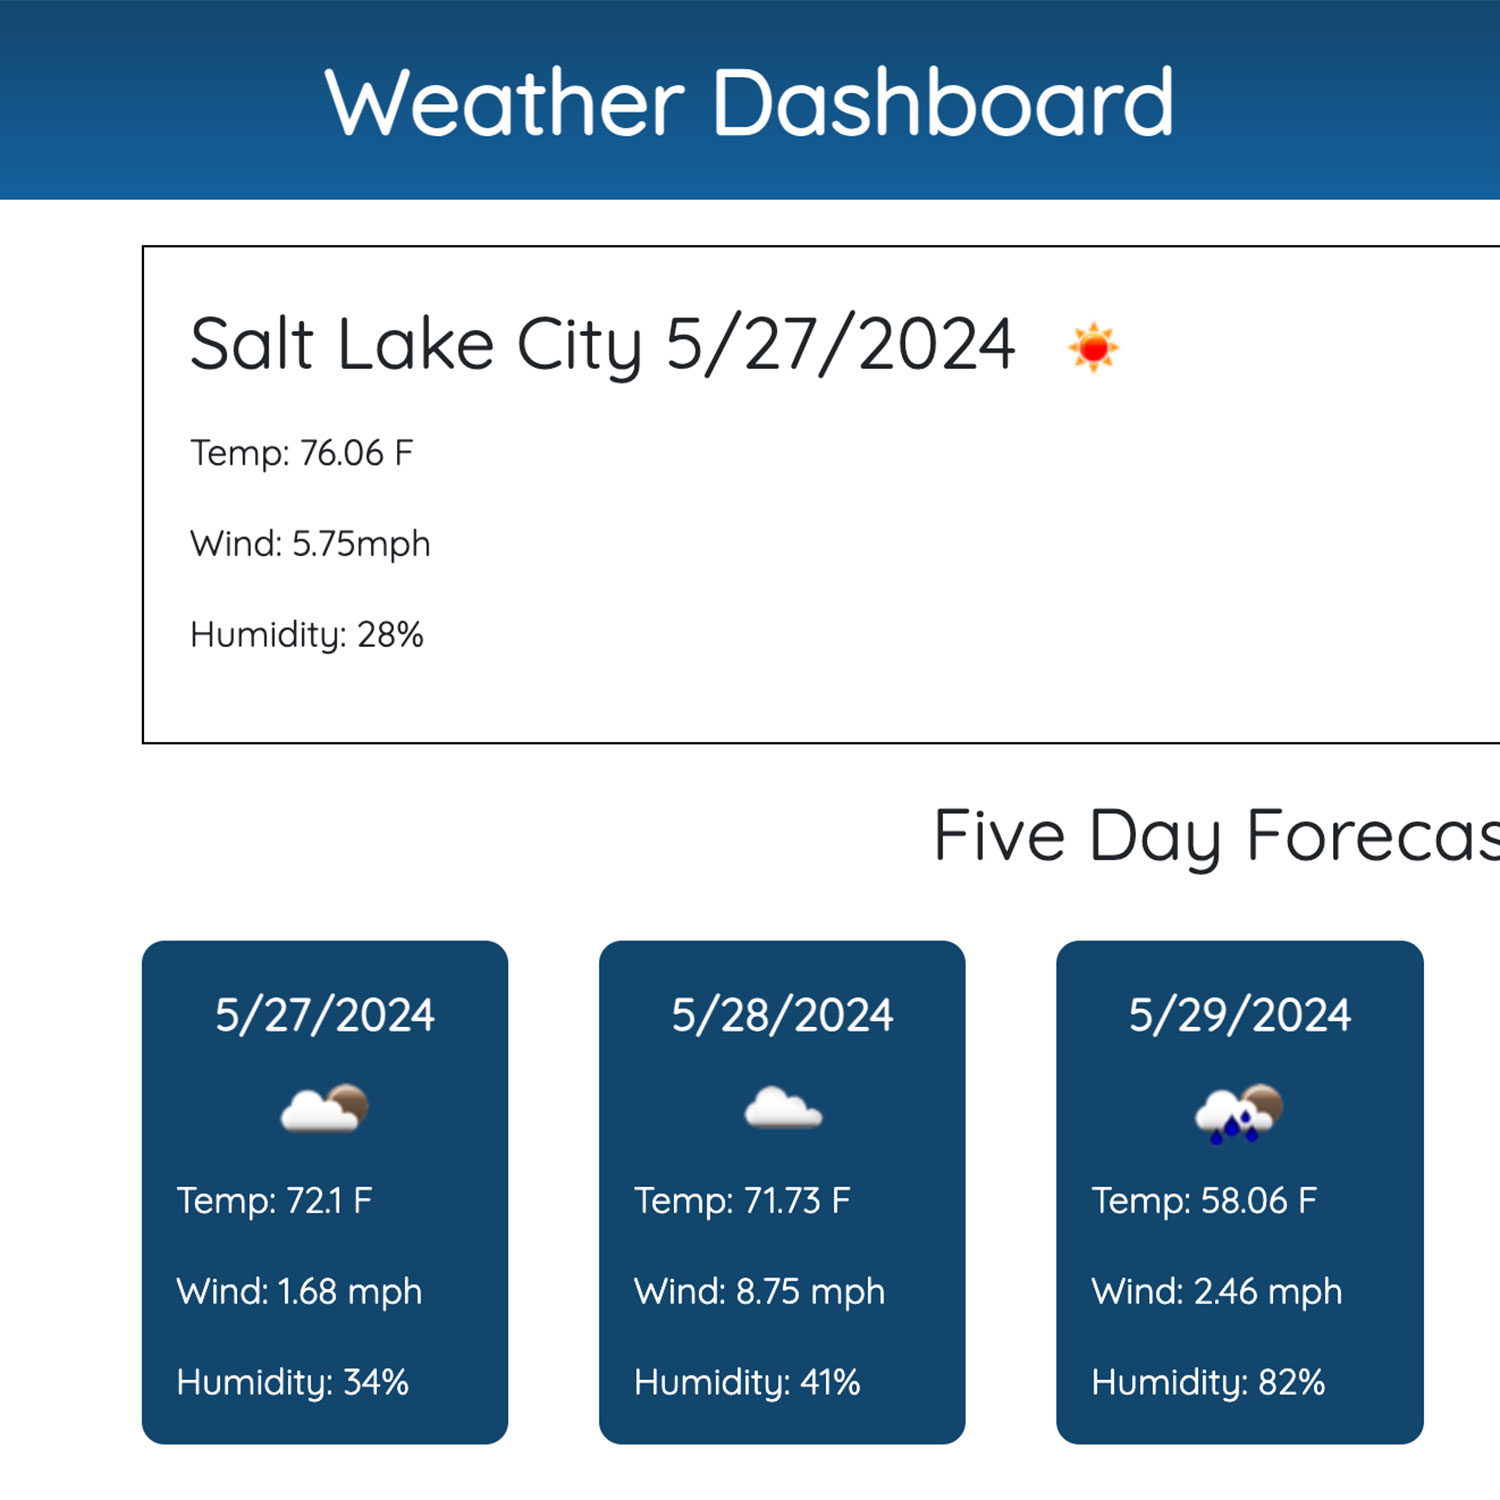 Weather Dashboard
Salt Lake City 5/27/2024
Temp: 76.06 F
Wind: 5.75mph
Humidity: 28%
Five Day Forecas
5/27/2024
Temp: 72.1 F
Wind: 1.68 mph
Humidity: 34%
5/28/2024
Temp: 71.73 F
Wind: 8.75 mph
Humidity: 41%
5/29/2024
Temp: 58.06 F
Wind: 2.46 mph
Humidity: 82%